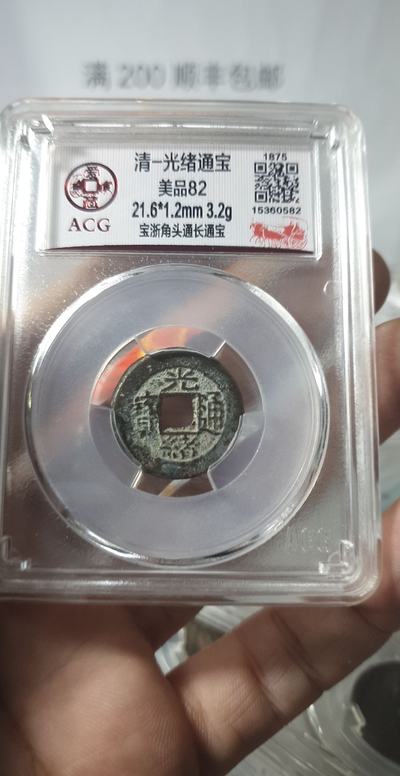 满 200 顺丰包邮
清-光绪通宝
美品82
21.6*1.2mm 3.2g
宝浙角头通长通宝
1875
15360582
ACG
光
緒
通
寶